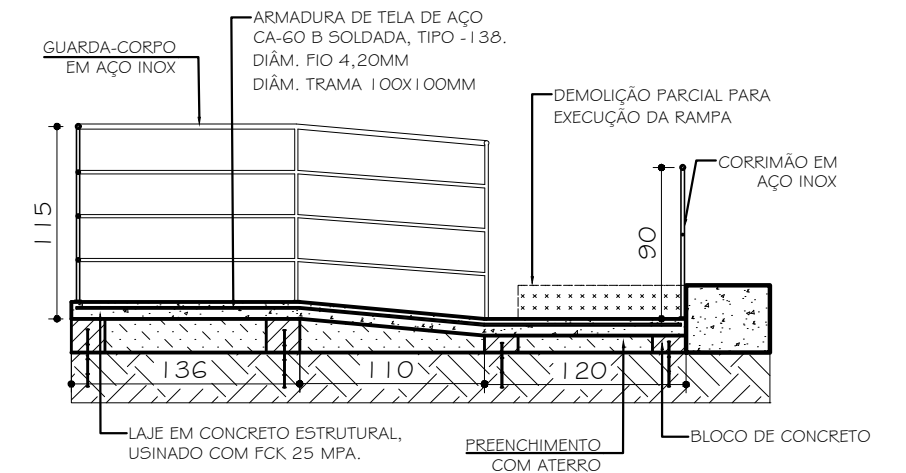 ARMADURA DE TELA DE AÇO
CA-60 B SOLDADA, TIPO -138.
DIÂM. FIO 4,20MM
DIÂM. TRAMA 100X100MM
GUARDA-CORPO
EM AÇO INOX
DEMOLIÇÃO PARCIAL PARA
EXECUÇÃO DA RAMPA
CORRIMÃO EM
AÇO INOX
115
90
136
110
120
LAJE EM CONCRETO ESTRUTURAL,
USINADO COM FCK 25 MPA.
PREENCHIMENTO
COM ATERRO
BLOCO DE CONCRETO